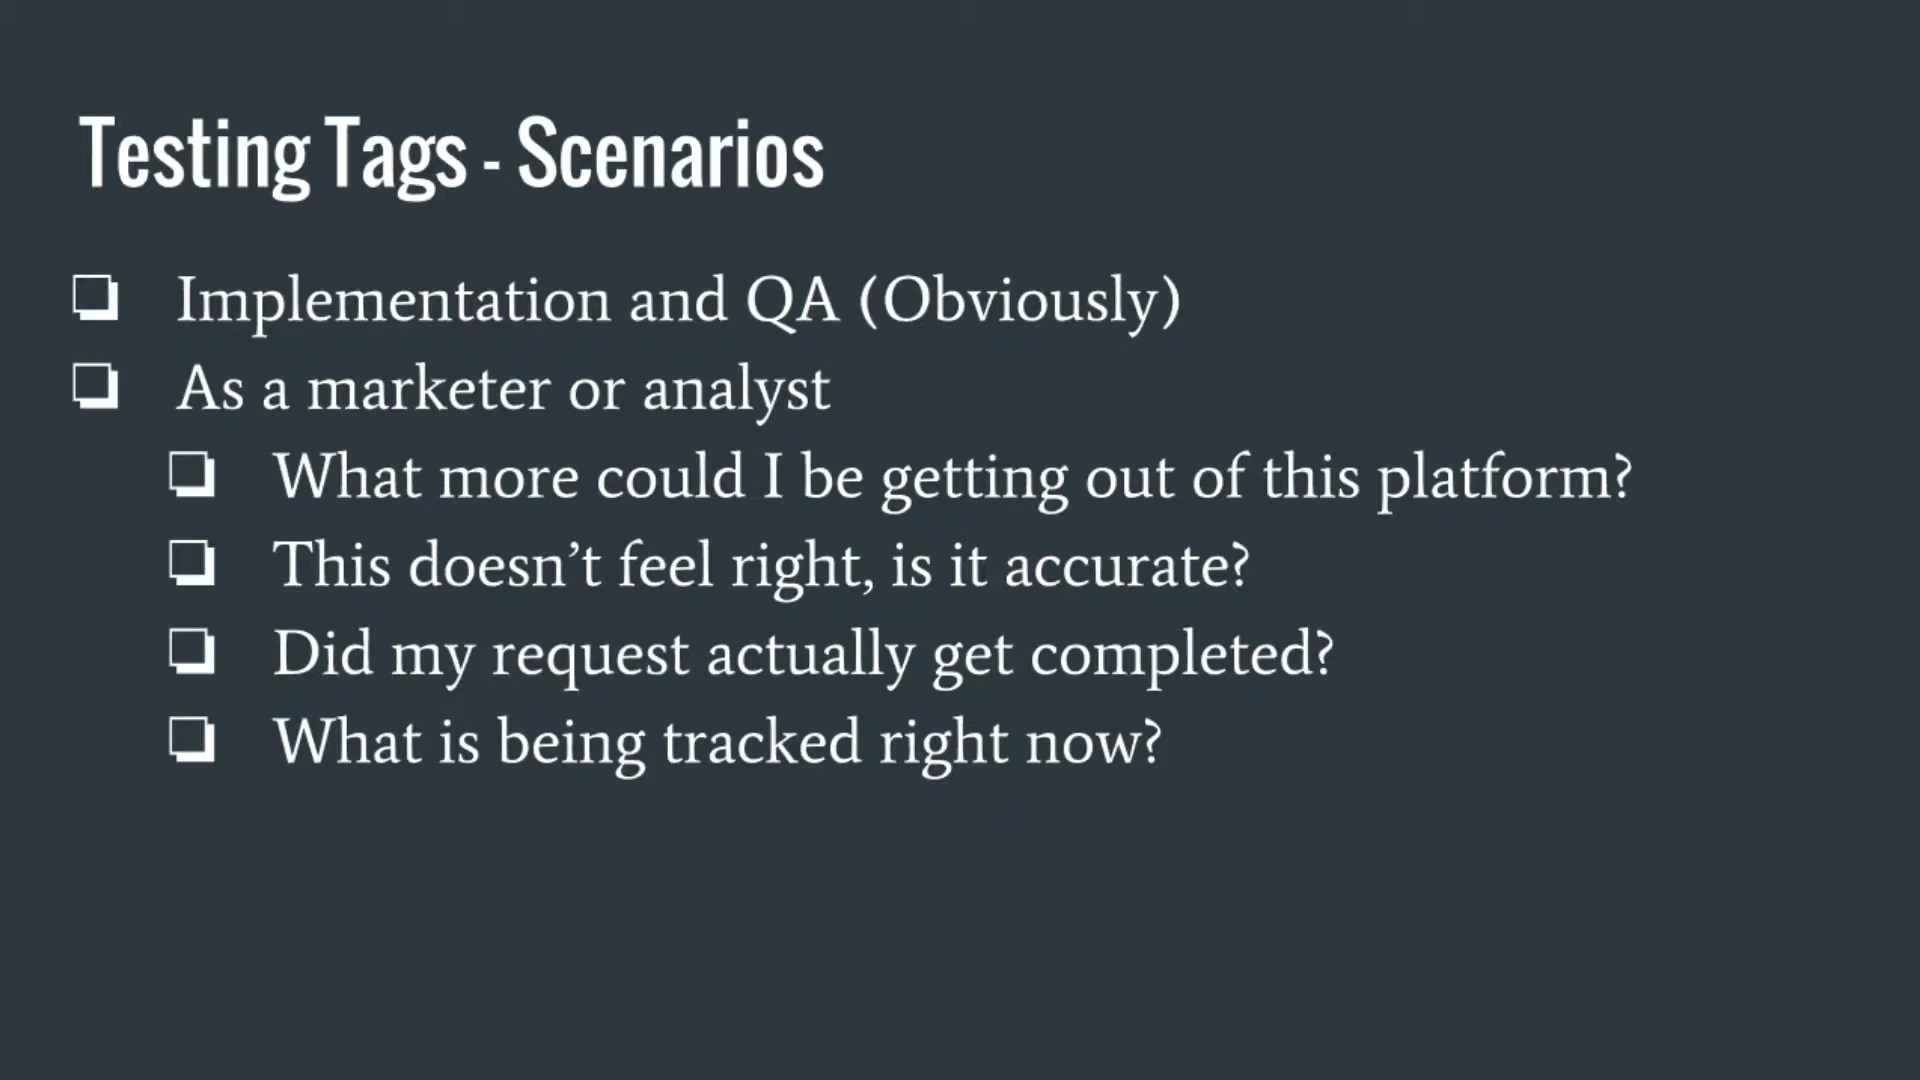 Testing Tags - Scenarios
❏ Implementation and QA (Obviously)
❏ As a marketer or analyst
❏ What more could I be getting out of this platform?
❏ This doesn’t feel right, is it accurate?
❏ Did my request actually get completed?
❏ What is being tracked right now?